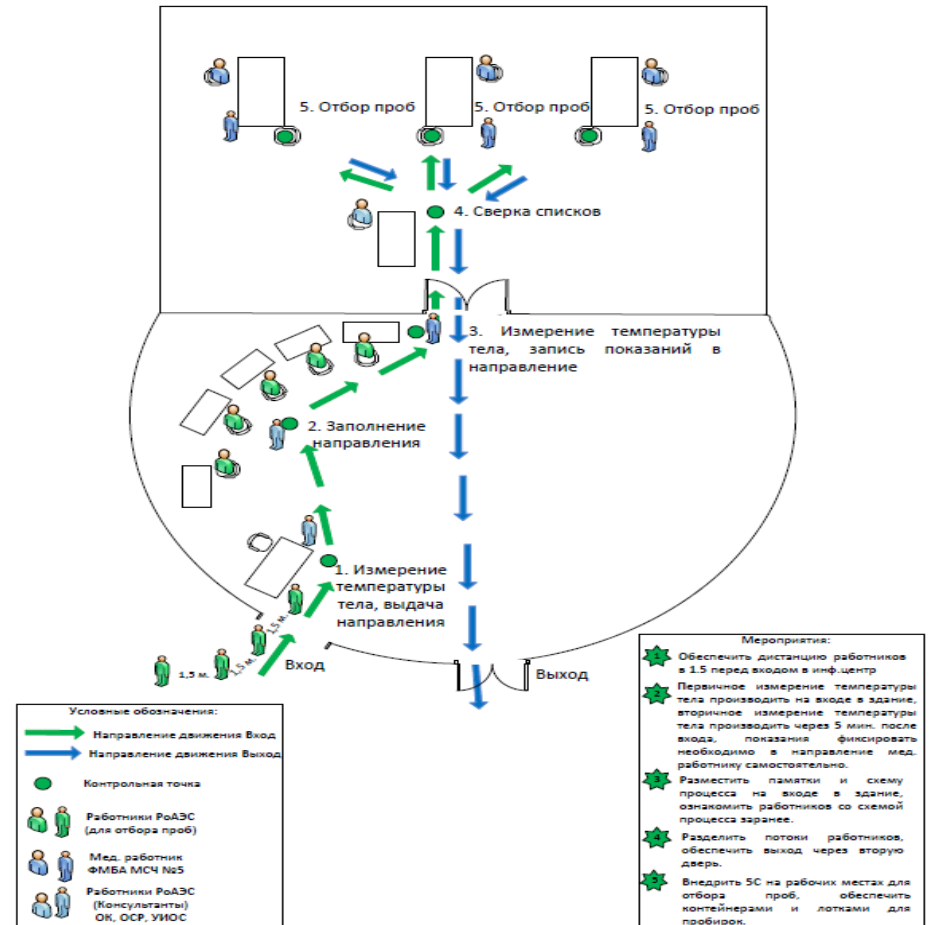 5. Отбор проб
5. Отбор проб
5. Отбор проб
4. Сверка списков
3. Измерение температуры
тела, запись показаний в
направление
2. Заполнение
направления
1. Измерение
температуры
тела, выдача
направления
1,5 м.
1,5 м.
1,5 м.
Вход
Выход
Условные обозначения:
Направление движения Вход
Направление движения Выход
Контрольная точка
Работники РоАЭС
(для отбора проб)
Мед. работник
ФМБА МСЧ №5
Работники РоАЭС
(Консультанты)
ОК, ОСР, УИОС
Мероприятия:
1 Обеспечить дистанцию работников
в 1.5 перед входом в инф.центр
2 Первичное измерение температуры
тела производить на входе в здание,
вторичное измерение температуры
тела производить через 5 мин. после
входа, показания фиксировать
необходимо в направление мед.
работнику самостоятельно.
3 Разместить памятки и схему
процесса на входе в здание,
ознакомить работников со схемой
процесса заранее.
4 Разделить потоки работников,
обеспечить выход через вторую
дверь.
5 Внедрить 5С на рабочих местах для
отбора проб, обеспечить
контейнерами и лотками для
пробирок.